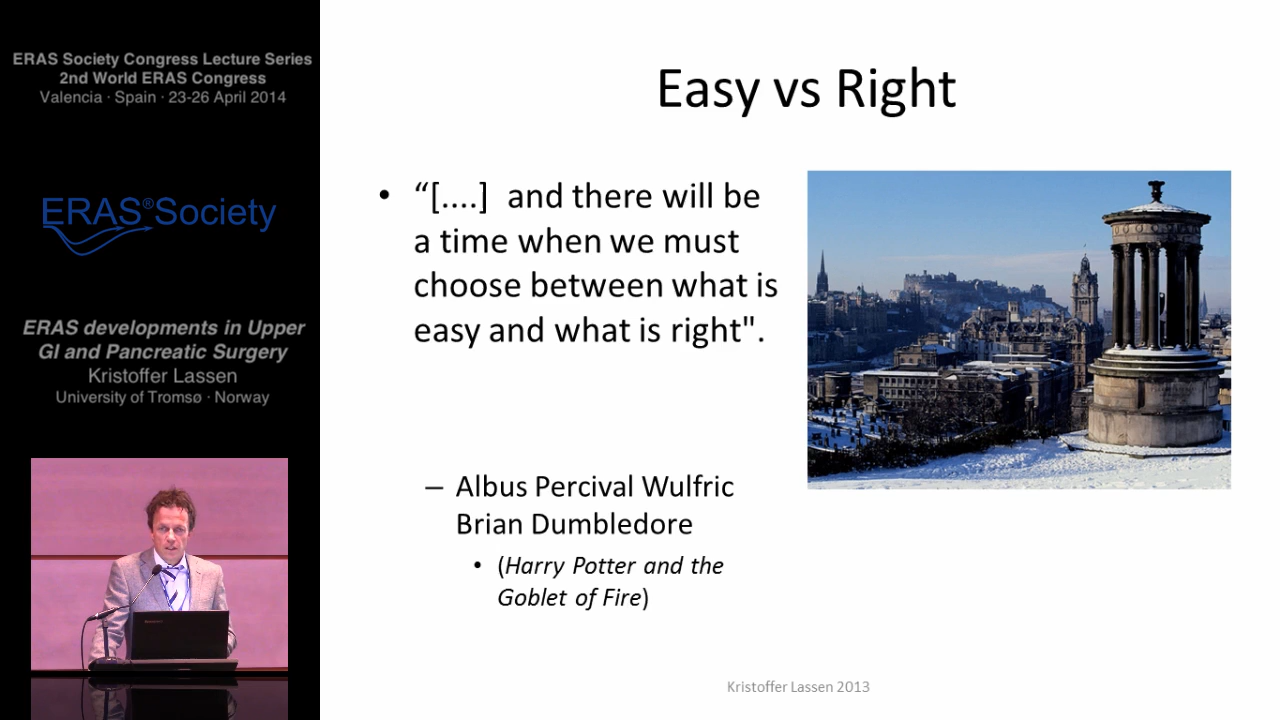 ERAS Society Congress Lecture Series
2nd World ERAS Congress
Valencia · Spain · 23-26 April 2014
ERAS®Society
ERAS developments in Upper
GI and Pancreatic Surgery
Kristoffer Lassen
University of Tromsø · Norway
Easy vs Right
• “[....]  and there will be
a time when we must
choose between what is
easy and what is right".
– Albus Percival Wulfric
Brian Dumbledore
• (Harry Potter and the
Goblet of Fire)
Kristoffer Lassen 2013